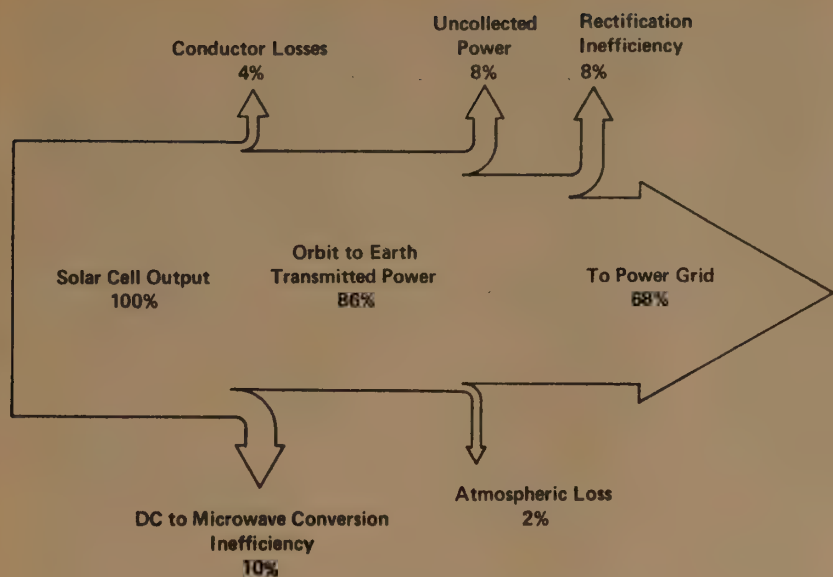 Conductor Losses
4%
Uncollected
Power
8%
Rectification
Inefficiency
8%
Solar Cell Output
100%
Orbit to Earth
Transmitted Power
86%
To Power Grid
68%
DC to Microwave Conversion
Inefficiency
10%
Atmospheric Loss
2%